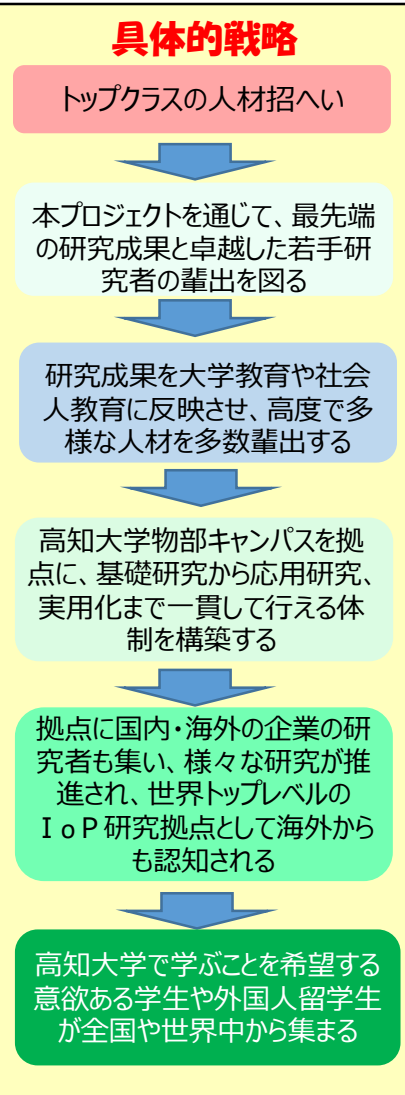 具体的戦略
トップクラスの人材招へい
本プロジェクトを通じて、最先端
の研究成果と卓越した若手研
究者の輩出を図る
研究成果を大学教育や社会
人教育に反映させ、高度で多
様な人材を多数輩出する
高知大学物部キャンパスを拠
点に、基礎研究から応用研究、
実用化まで一貫して行える体
制を構築する
拠点に国内・海外の企業の研
究者も集い、様々な研究が推
進され、世界トップレベルの
ＩｏＰ研究拠点として海外から
も認知される
高知大学で学ぶことを希望する
意欲ある学生や外国人留学生
が全国や世界中から集まる